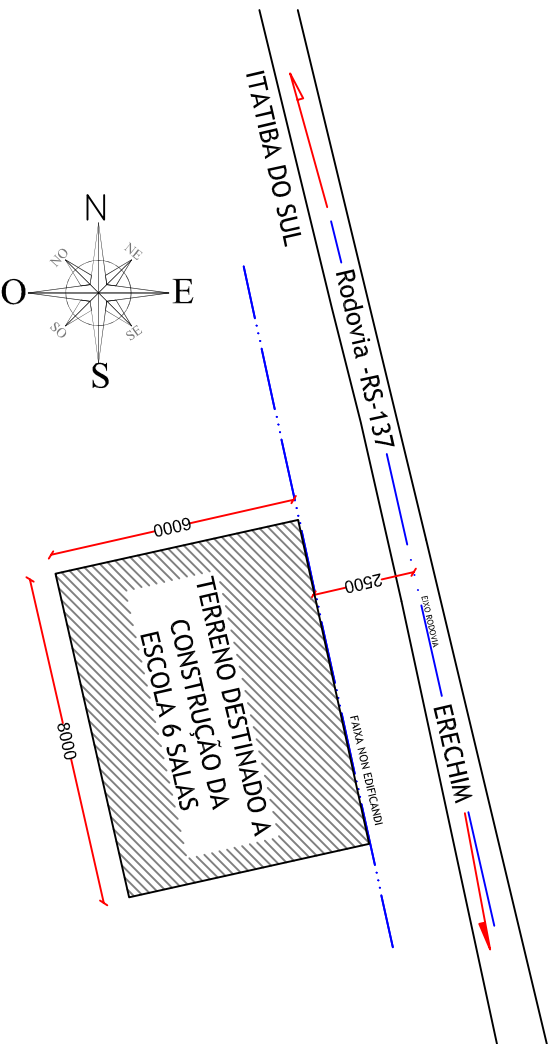 ITATIBA DO SUL
N
NO
NE
O
E
SO
SE
S
Rodovia -RS-137
6000
2500
EIXO RODOVIA
TERRENO DESTINADO A
CONSTRUÇÃO DA
ESCOLA 6 SALAS
8000
FAIXA NON EDIFICANDI
ERECHIM